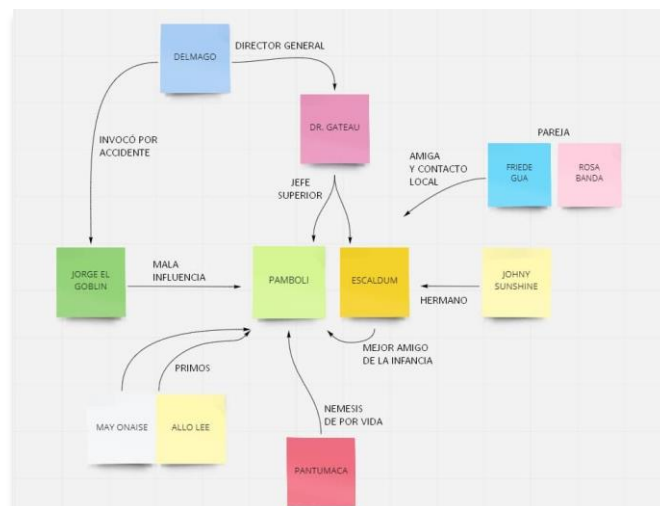 DIRECTOR GENERAL
DELMAGO
DR. GATEAU
INVOCÓ POR
ACCIDENTE
PAREJA
AMIGA
Y CONTACTO
LOCAL
FRIEDE
GUA
ROSA
BANDA
JEFE
SUPERIOR
JORGE EL
GOBLIN
MALA
INFLUENCIA
PAMBOLI
ESCALDUM
JOHNY
SUNSHINE
HERMANO
MEJOR AMIGO
DE LA INFANCIA
PRIMOS
MAY ONAISE
ALLO LEE
NEMESIS
DE POR VIDA
PANTUMACA